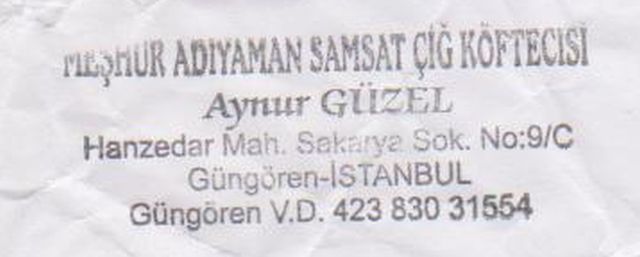 MEŞHUR ADIYAMAN SAMSAT ÇİĞ KÖFTECİSİ
Aynur GÜZEL
Hanzedar Mah. Sakarya Sok. No:9/C
Güngören-İSTANBUL
Güngören V.D. 423 830 31554